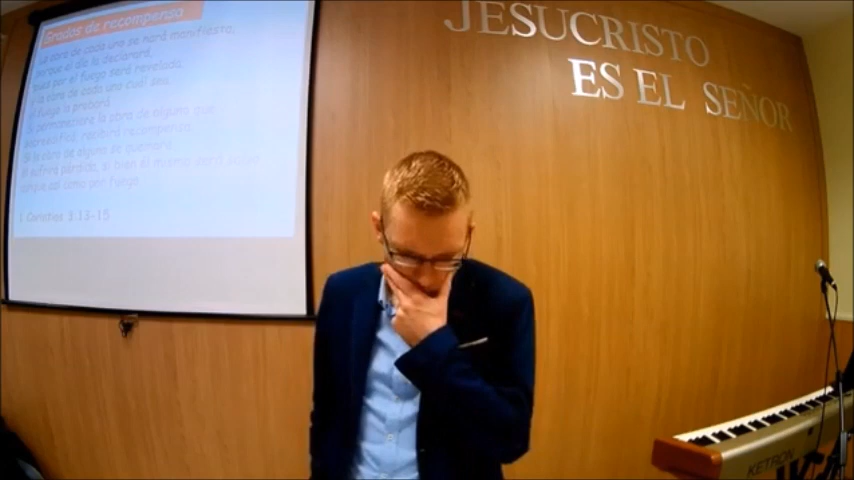 Grados de recompensa
La obra de cada uno se hará manifiesta;
porque el día la declarará,
pues por el fuego será revelada;
y la obra de cada uno cuál sea,
el fuego la probará.
Si permaneciere la obra de alguno que
sobreedificó, recibirá recompensa.
Si la obra de alguno se quemare,
él sufrirá pérdida, si bien él mismo será salvo,
aunque así como por fuego.
1 Corintios 3:13-15
JESUCRISTO
ES EL SEÑOR
KETRON